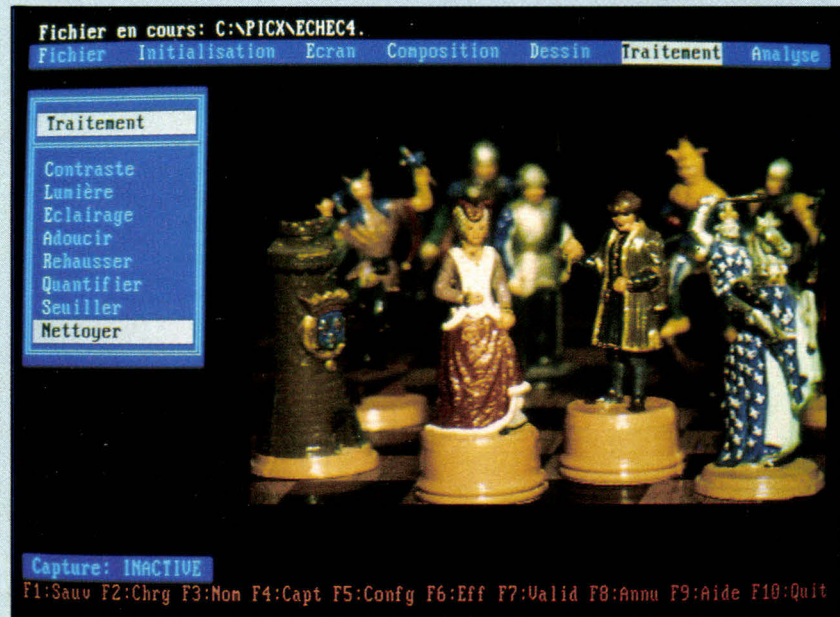 Fichier en cours: C:\PICX\ECHEC4.
Fichier Initialisation Ecran Composition Dessin Traitement Analyse
Traitement
Contraste
Lumière
Eclairage
Adoucir
Rehausser
Quantifier
Seuiller
Nettoyer
Capture: INACTIVE
F1:Sauv F2:Chrg F3:Nom F4:Capt F5:Confg F6:Eff F7:Valid F8:Annu F9:Aide F10:Quit